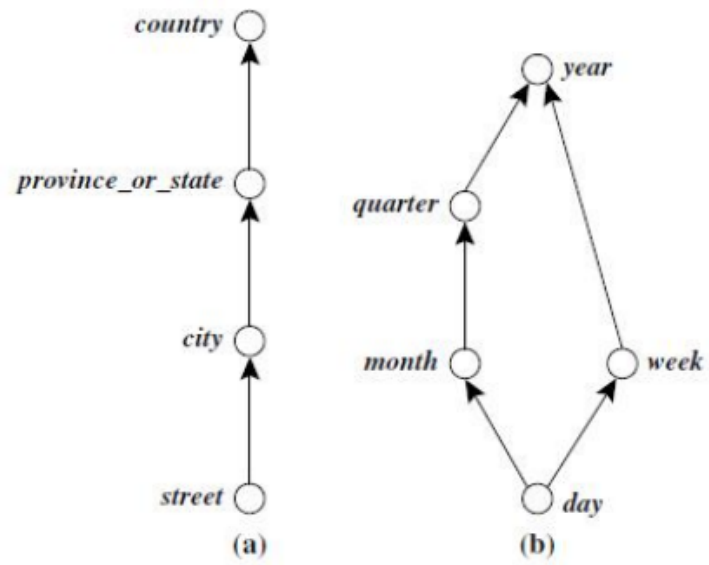 country
province_or_state
city
street
(a)
year
quarter
month
week
day
(b)